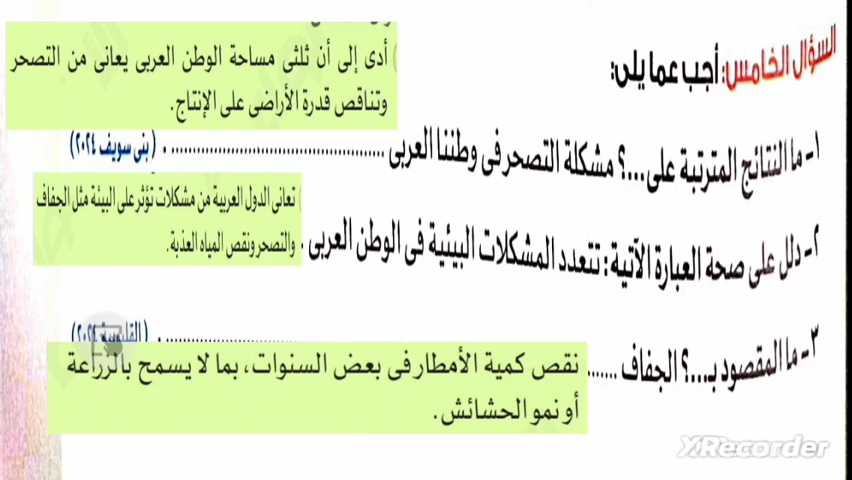 السؤال الخامس: أجب عما يلى:
١- ما النتائج المترتبة على...؟ مشكلة التصحر فى وطننا العربى .......................................... . (بنى سويف ٢٠٢٤)
أدى إلى أن ثلثى مساحة الوطن العربى يعانى من التصحر
وتناقص قدرة الأراضى على الإنتاج.
٢- دلل على صحة العبارة الآتية: تتعدد المشكلات البيئية فى الوطن العربى .
تعانى الدول العربية من مشكلات تؤثر على البيئة مثل الجفاف
والتصحر ونقص المياه العذبة.
٣- ما المقصود بـ...؟ الجفاف ...... (القليوبية ٢٠٢٤)
نقص كمية الأمطار فى بعض السنوات، بما لا يسمح بالزراعة
أو نمو الحشائش.
XRecorder